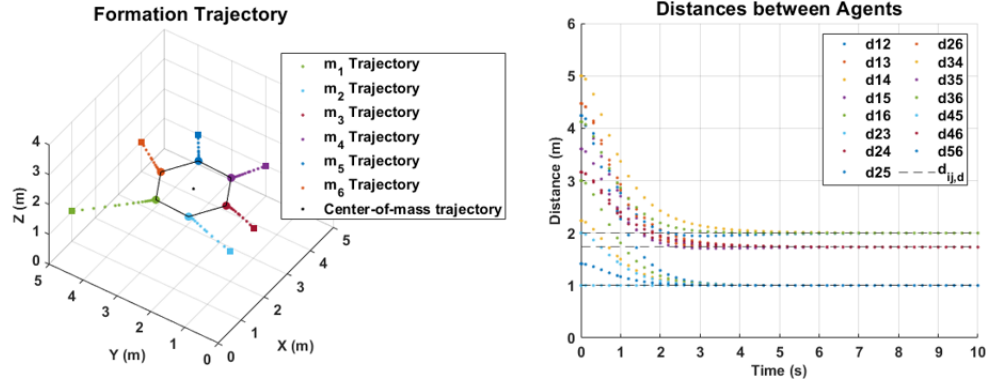 Formation Trajectory
m1 Trajectory
m2 Trajectory
m3 Trajectory
m4 Trajectory
m5 Trajectory
m6 Trajectory
Center-of-mass trajectory
Z (m)
4
3
2
1
0
5
4
3
2
1
0
Y (m)
0
1
2
3
4
5
X (m)
Distances between Agents
d12
d13
d14
d15
d16
d23
d24
d25
d26
d34
d35
d36
d45
d46
d56
dij,d
Distance (m)
6
5
4
3
2
1
0
0 1 2 3 4 5 6 7 8 9 10
Time (s)